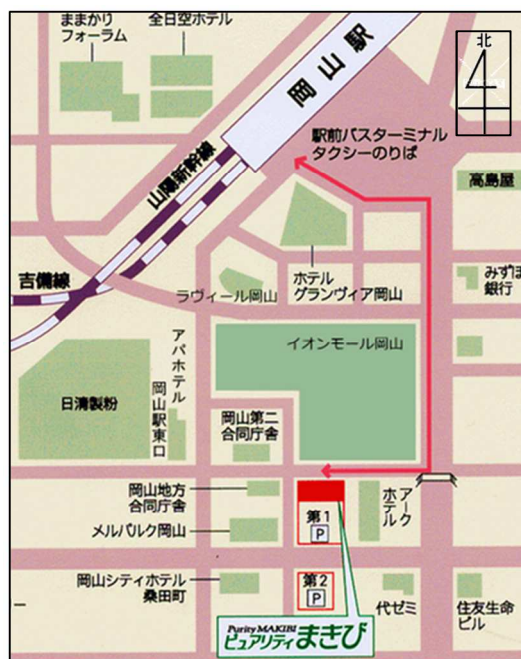 ままかり
フォーラム
全日空ホテル
岡山駅
北
駅前バスターミナル
タクシーのりば
山陽新幹線
高島屋
吉備線
ラヴィール岡山
ホテル
グランヴィア岡山
みずほ
銀行
イオンモール岡山
アパホテル
岡山駅東口
日清製粉
岡山第二
合同庁舎
岡山地方
合同庁舎
第1
P
アーク
ホテル
メルパルク岡山
岡山シティホテル
桑田町
第2
P
代ゼミ
住友生命
ビル
Purity MAKIBI
ピュアリティまきび